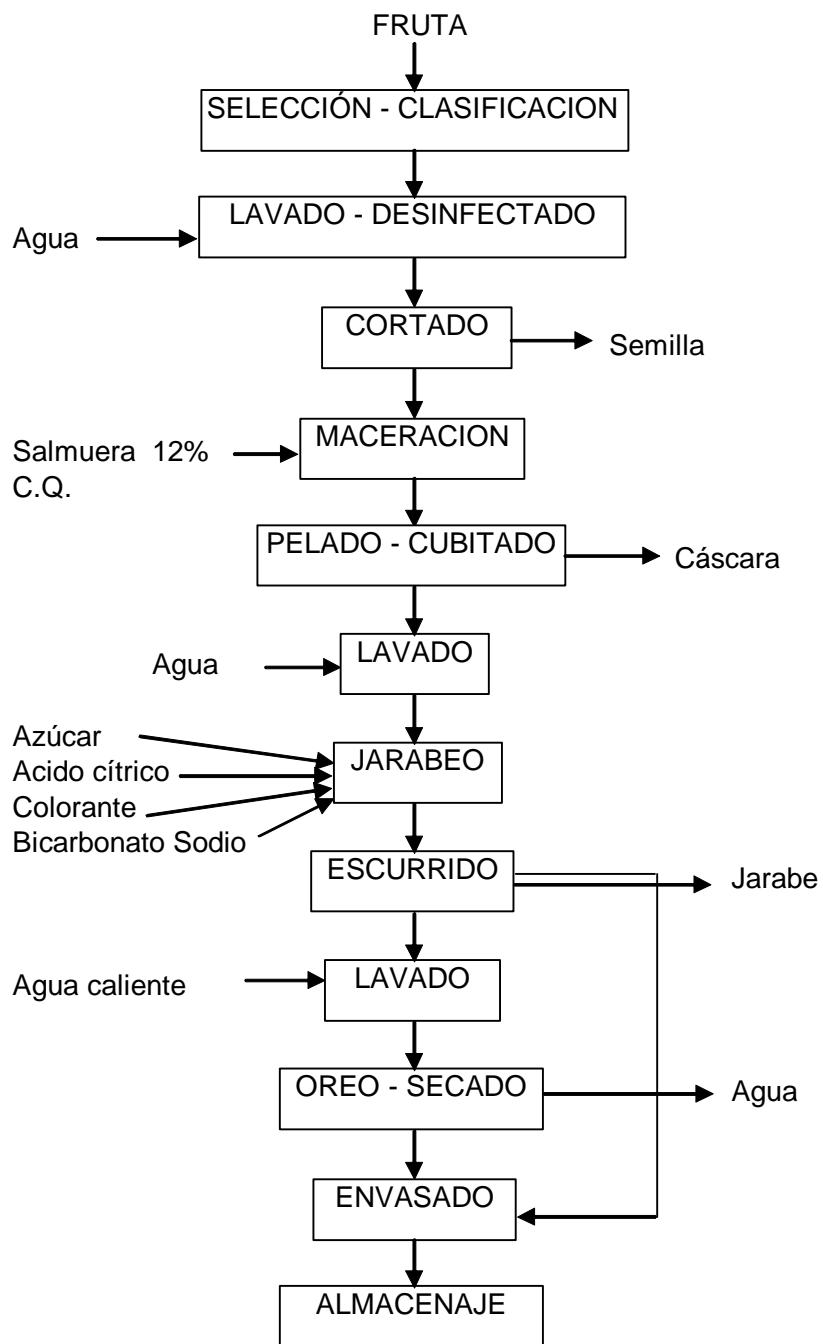 FRUTA
SELECCIÓN - CLASIFICACION
LAVADO - DESINFECTADO
Agua
CORTADO
Semilla
MACERACION
Salmuera 12%
C.Q.
PELADO - CUBITADO
Cáscara
LAVADO
Agua
Azúcar
Acido cítrico
Colorante
Bicarbonato Sodio
JARABEO
ESCURRIDO
Jarabe
LAVADO
Agua caliente
OREO - SECADO
Agua
ENVASADO
ALMACENAJE